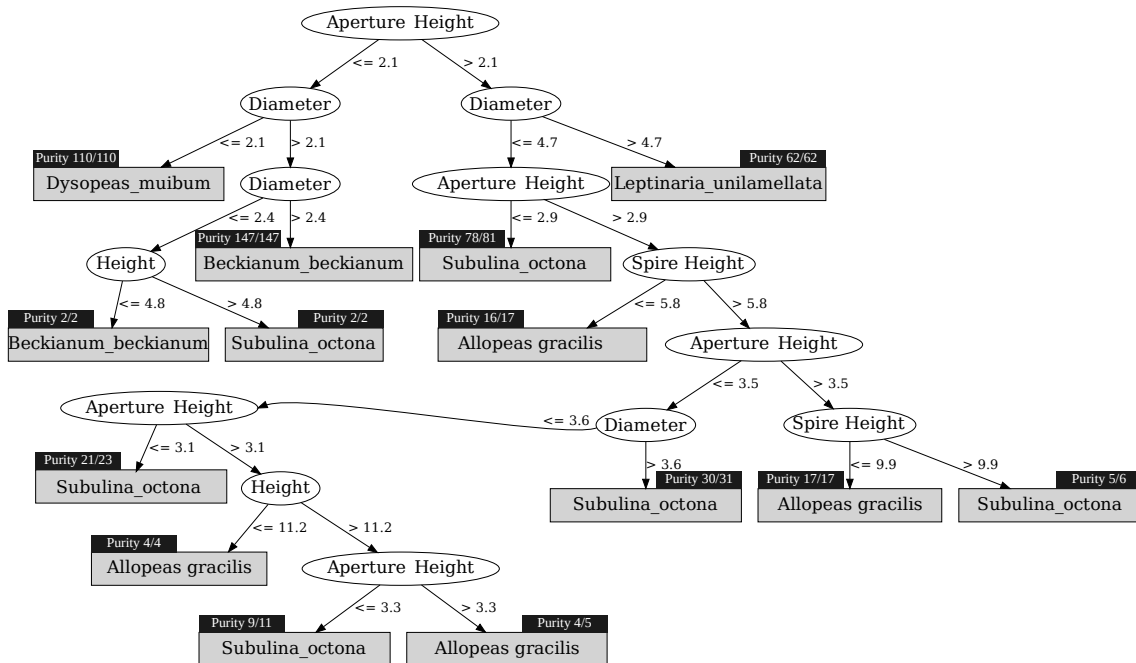 Aperture Height
<= 2.1
> 2.1
Diameter
Diameter
<= 2.1
> 2.1
<= 4.7
> 4.7
Purity 110/110
Dysopeas_muibum
Diameter
Aperture Height
Purity 62/62
Leptinaria_unilamellata
<= 2.4
> 2.4
<= 2.9
> 2.9
Height
Purity 147/147
Beckianum_beckianum
Purity 78/81
Subulina_octona
Spire Height
<= 4.8
> 4.8
<= 5.8
> 5.8
Purity 2/2
Beckianum_beckianum
Purity 2/2
Subulina_octona
Purity 16/17
Allopeas gracilis
Aperture Height
<= 3.5
> 3.5
Aperture Height
<= 3.6
Diameter
Spire Height
<= 3.1
> 3.1
> 3.6
<= 9.9
> 9.9
Purity 21/23
Subulina_octona
Height
Purity 30/31
Subulina_octona
Purity 17/17
Allopeas gracilis
Purity 5/6
Subulina_octona
<= 11.2
> 11.2
Purity 4/4
Allopeas gracilis
Aperture Height
<= 3.3
> 3.3
Purity 9/11
Subulina_octona
Purity 4/5
Allopeas gracilis